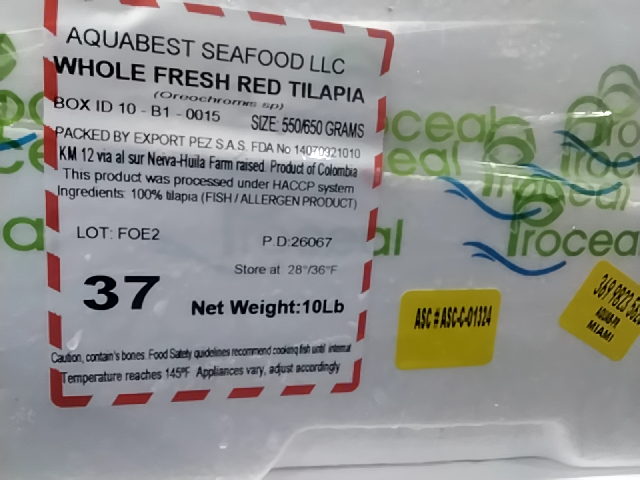 AQUABEST SEAFOOD LLC
WHOLE FRESH RED TILAPIA
(Oreochromis sp)
BOX ID 10 - B1 - 0015 SIZE: 550/650 GRAMS
PACKED BY EXPORT PEZ S.A.S. FDA No 14070921010
KM 12 via al sur Neiva-Huila Farm raised. Product of Colombia
This product was processed under HACCP system
Ingredients: 100% tilapia (FISH / ALLERGEN PRODUCT)
LOT: FOE2 P.D:26067
Store at 28°/36°F
37 Net Weight:10Lb
Caution, contain's bones. Food Safety guidelines recommend cooking fish until internal
Temperature reaches 145ºF Appliances vary, adjust accordingly
ASC # ASC-C-01324
MIAMI
Proceal